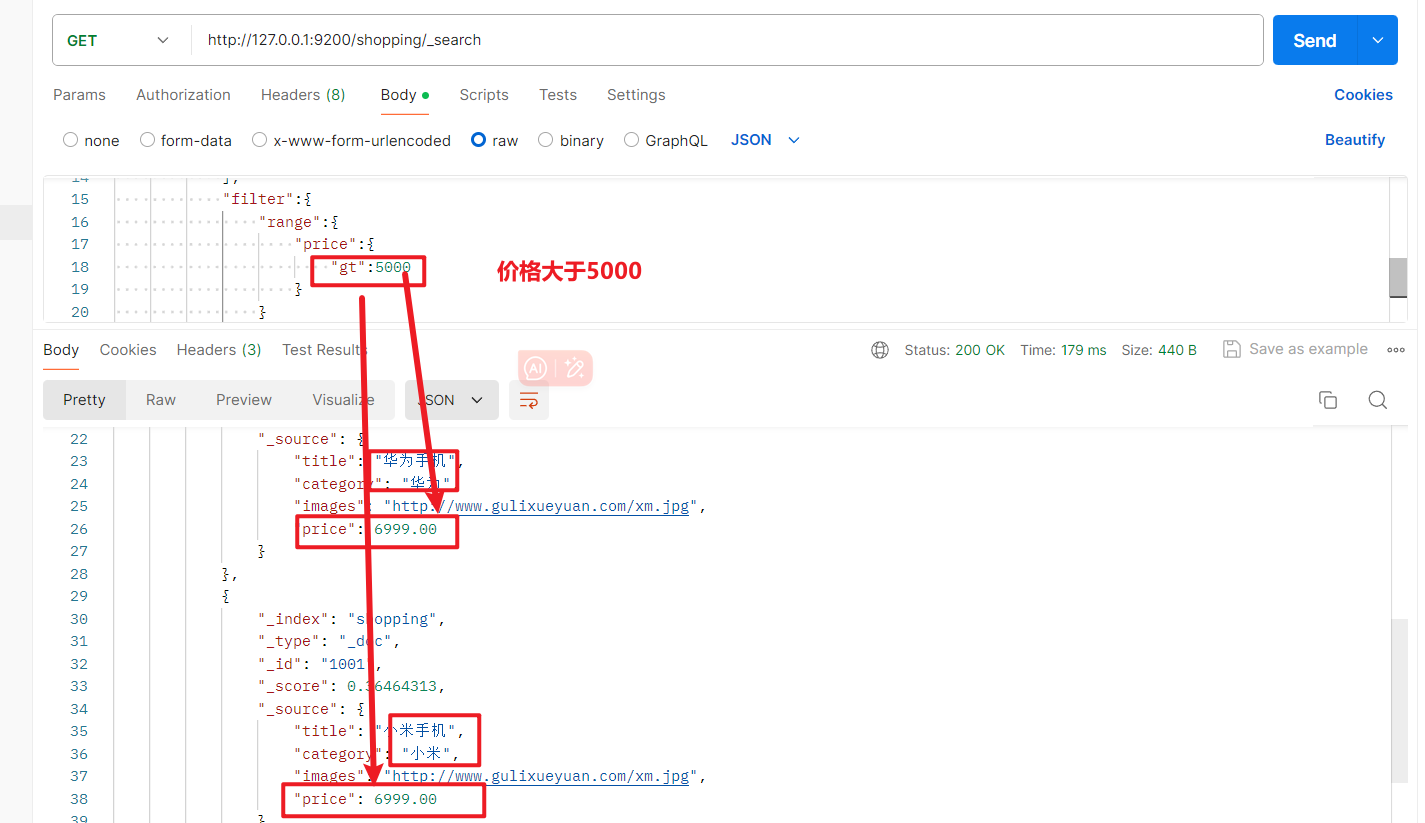 GET
http://127.0.0.1:9200/shopping/_search
Send
Params Authorization Headers (8) Body Scripts Tests Settings Cookies
none form-data x-www-form-urlencoded raw binary GraphQL JSON Beautify
14 ],
15 "filter":{
16 "range":{
17 "price":{
18 "gt":5000
价格大于5000
19 }
20 }
Body Cookies Headers (3) Test Results Status: 200 OK Time: 179 ms Size: 440 B Save as example
AI
Pretty Raw Preview Visualize JSON
22 "_source": {
23 "title": "华为手机",
24 "category": "华为",
25 "images": "http://www.gulixueyuan.com/xm.jpg",
26 "price": 6999.00
27 }
28 },
29 {
30 "_index": "shopping",
31 "_type": "_doc",
32 "_id": "1001",
33 "_score": 0.36464313,
34 "_source": {
35 "title": "小米手机",
36 "category": "小米",
37 "images": "http://www.gulixueyuan.com/xm.jpg",
38 "price": 6999.00
39 }